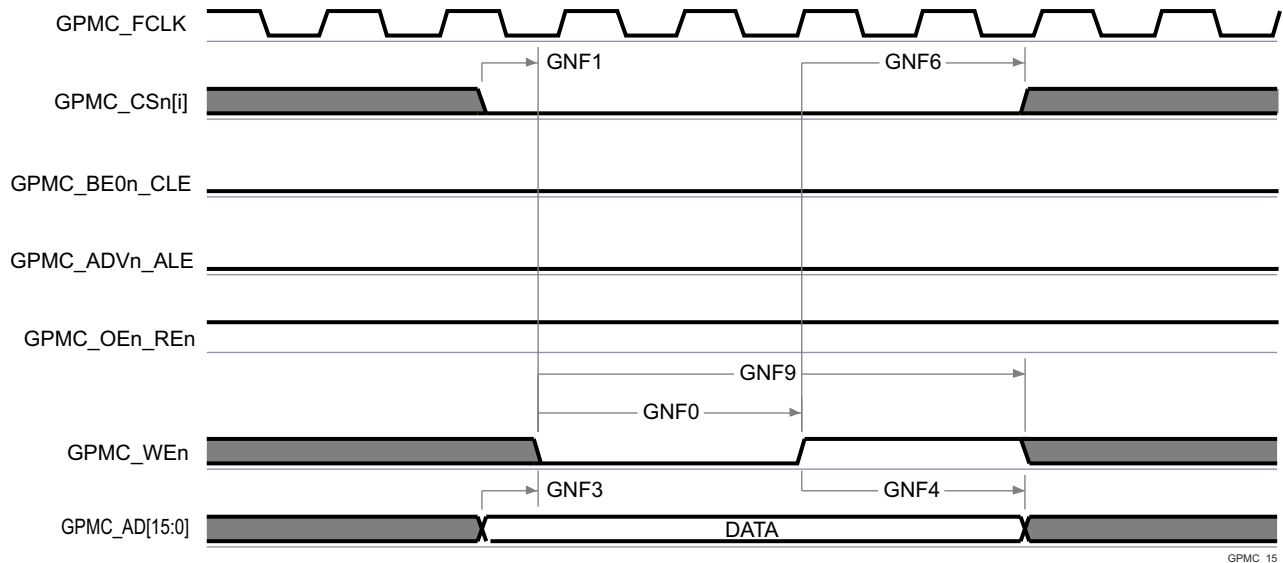 GPMC_FCLK
GNF1
GNF6
GPMC_CSn[i]
GPMC_BE0n_CLE
GPMC_ADVn_ALE
GPMC_OEn_REn
GNF9
GNF0
GPMC_WEn
GNF3
GNF4
GPMC_AD[15:0]
DATA
GPMC_15